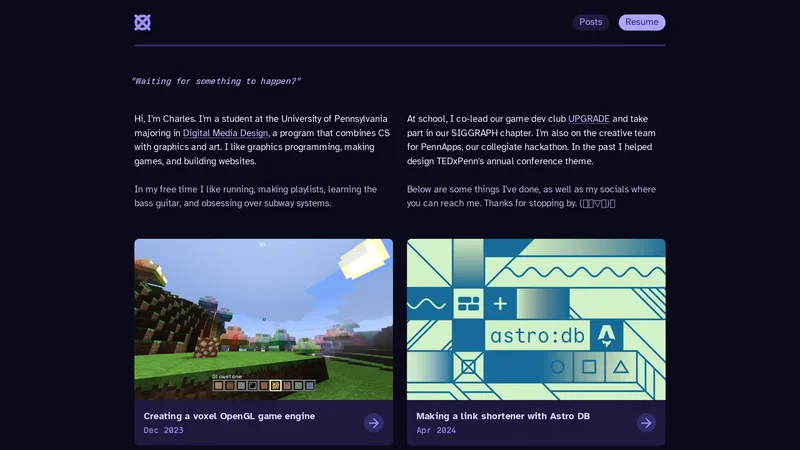 Posts
Resume
"Waiting for something to happen?"
Hi, I'm Charles. I'm a student at the University of Pennsylvania
majoring in Digital Media Design, a program that combines CS
with graphics and art. I like graphics programming, making
games, and building websites.
In my free time I like running, making playlists, learning the
bass guitar, and obsessing over subway systems.
At school, I co-lead our game dev club UPGRADE and take
part in our SIGGRAPH chapter. I'm also on the creative team
for PennApps, our collegiate hackathon. In the past I helped
design TEDxPenn's annual conference theme.
Below are some things I've done, as well as my socials where
you can reach me. Thanks for stopping by.
Glowstone
astro:db
Creating a voxel OpenGL game engine
Dec 2023
Making a link shortener with Astro DB
Apr 2024